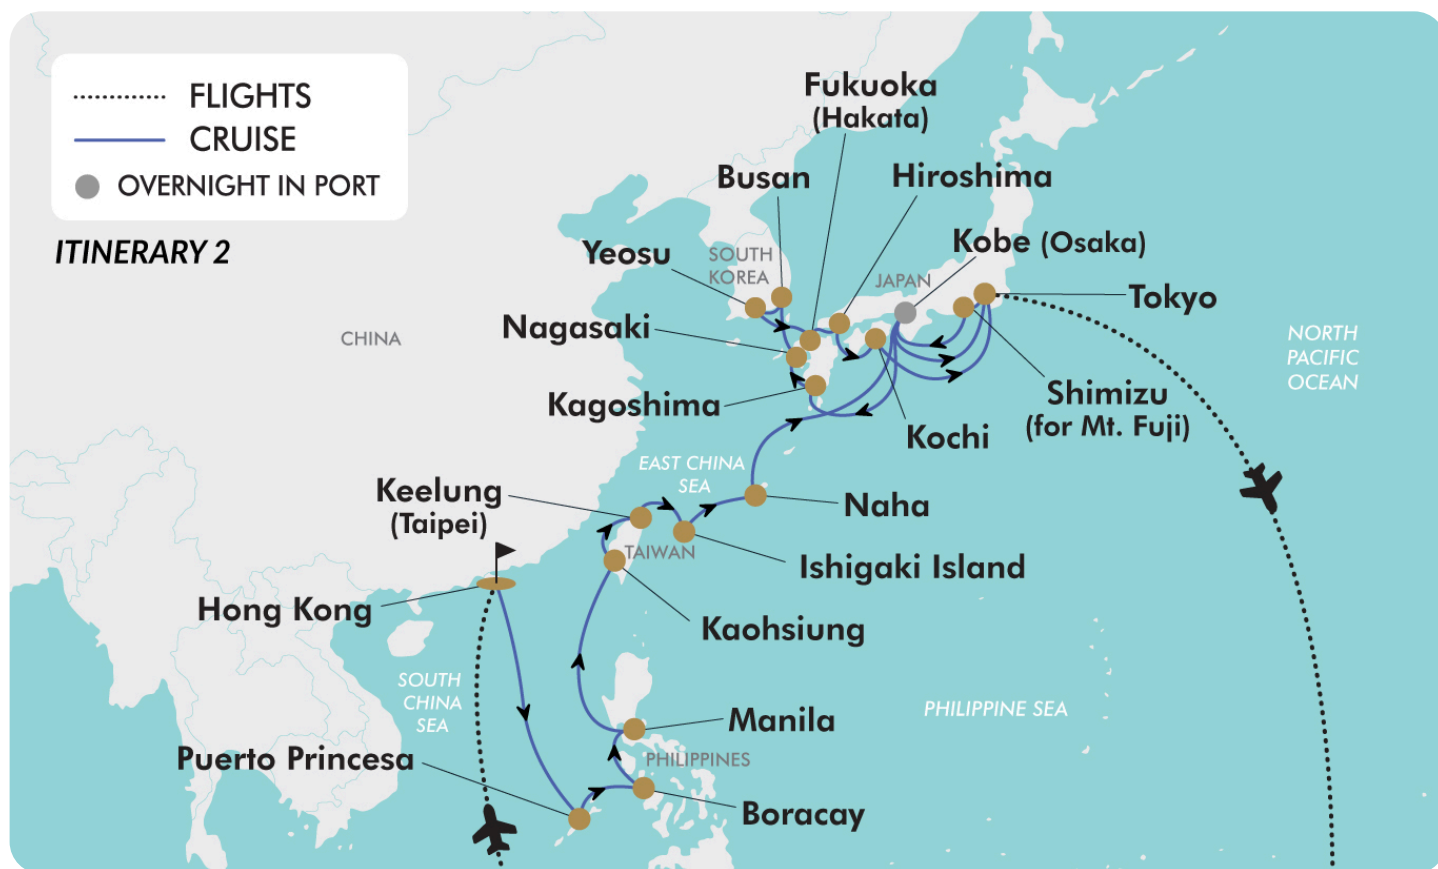 FLIGHTS
CRUISE
OVERNIGHT IN PORT
ITINERARY 2
Fukuoka
(Hakata)
Busan
Hiroshima
Yeosu
SOUTH
KOREA
Kobe (Osaka)
JAPAN
Tokyo
Nagasaki
CHINA
NORTH
PACIFIC
OCEAN
Kagoshima
Shimizu
(for Mt. Fuji)
Kochi
EAST CHINA
SEA
Keelung
(Taipei)
Naha
TAIWAN
Ishigaki Island
Hong Kong
Kaohsiung
SOUTH
CHINA
SEA
PHILIPPINE SEA
Manila
Puerto Princesa
PHILIPPINES
Boracay